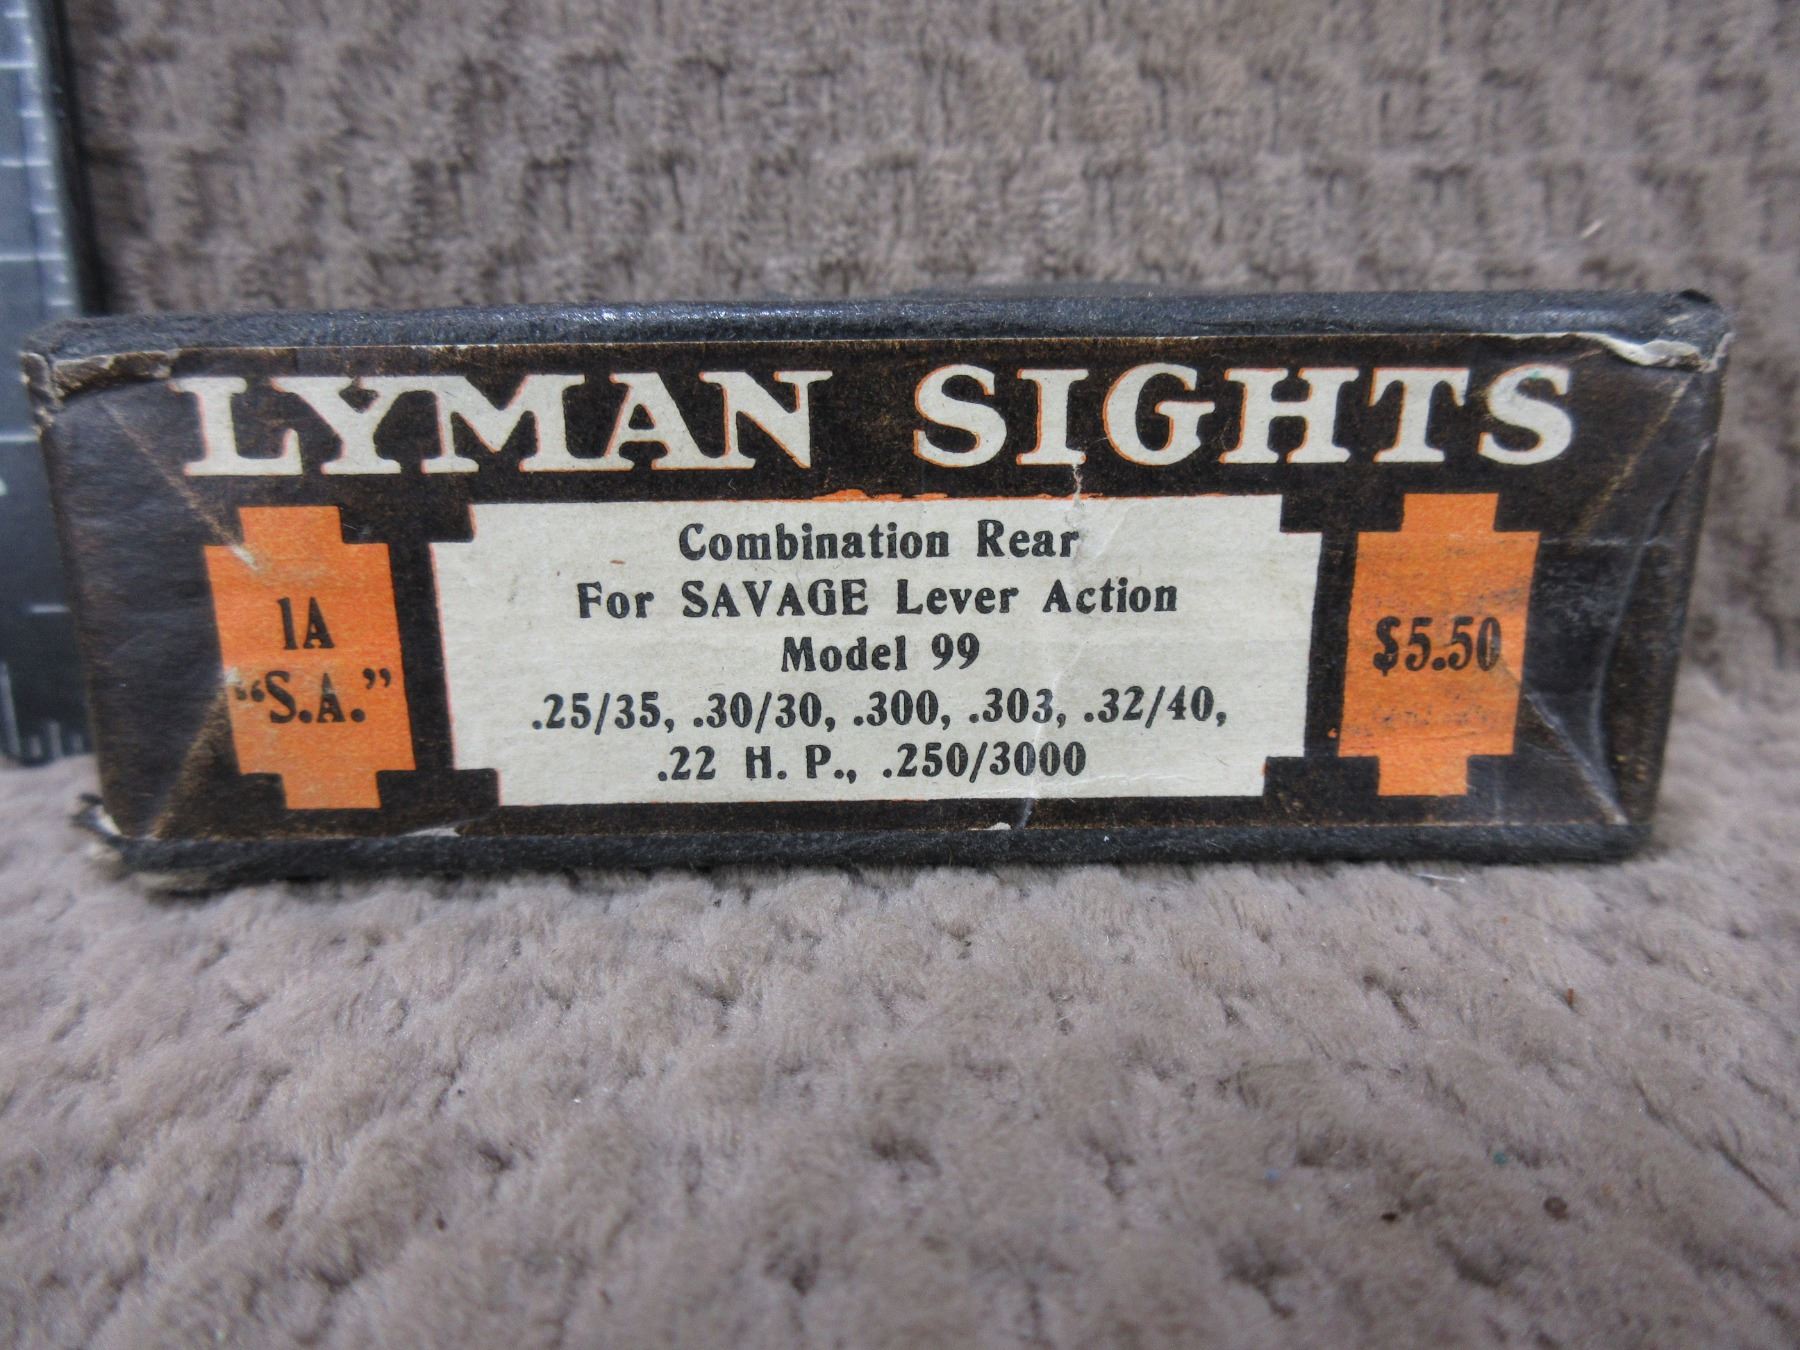 LYMAN SIGHTS
1A
"S.A."
Combination Rear
For SAVAGE Lever Action
Model 99
.25/35, .30/30, .300, .303, .32/40,
.22 H. P., .250/3000
$5.50